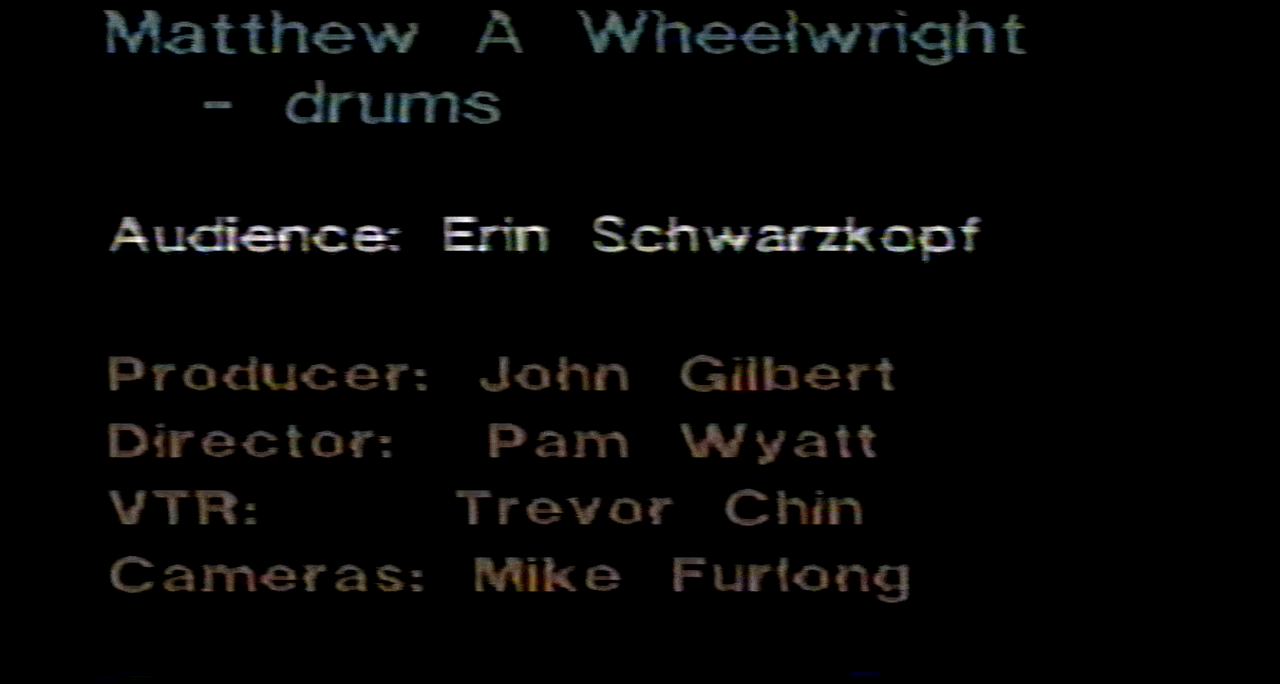 Matthew A Wheelwright
- drums
Audience: Erin Schwarzkopf
Producer: John Gilbert
Director: Pam Wyatt
VTR: Trevor Chin
Cameras: Mike Furlong